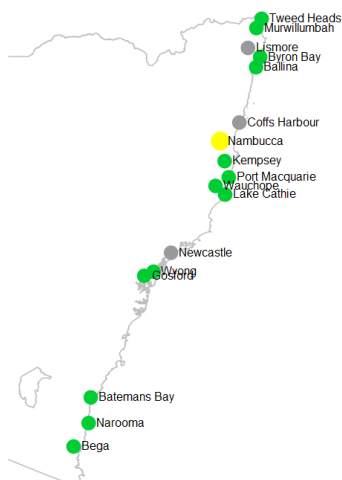 Tweed Heads
Murwillumbah
Lismore
Byron Bay
Ballina
Coffs Harbour
Nambucca
Kempsey
Port Macquarie
Wauchope
Lake Cathie
Newcastle
Wyong
Gosford
Batemans Bay
Narooma
Bega